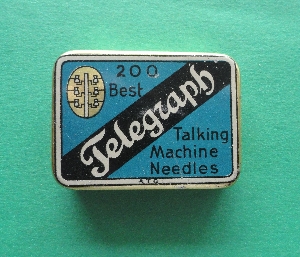 200
Best
Telegraph
Talking
Machine
Needles